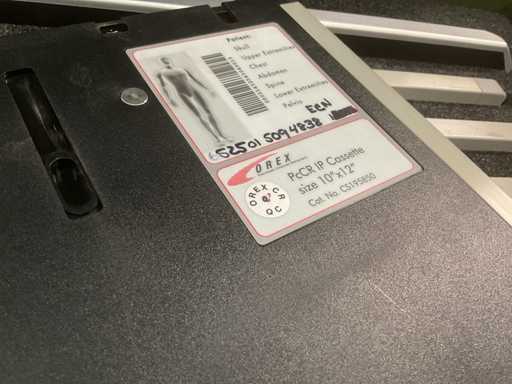 Patient:
Skull
Upper Extremities
Chest
Abdomen
Spine
Lower Extremities
Pelvis
ECN
52501 5094838
OREX
PcCR IP Cassette
size 10"x12"
Cat. No. CS195850
OREX CR
QC